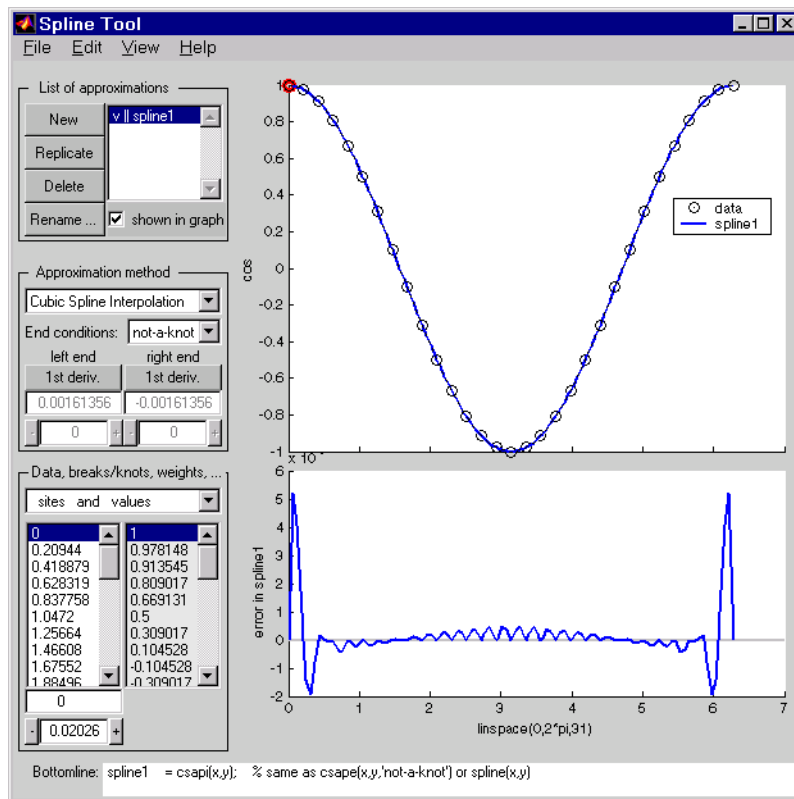 Spline Tool
File Edit View Help
List of approximations
New
v || spline1
Replicate
Delete
Rename ...
shown in graph
Approximation method
Cubic Spline Interpolation
End conditions: not-a-knot
left end right end
1st deriv. 1st deriv.
0.00161356 -0.00161356
- 0 + - 0 +
Data, breaks/knots, weights, ...
sites and values
0 1
0.20944 0.978148
0.418879 0.913545
0.628319 0.809017
0.837758 0.669131
1.0472 0.5
1.25664 0.309017
1.46608 0.104528
1.67552 -0.104528
1.88496 -0.309017
0
- 0.02026 +
1
0.8
0.6
0.4
0.2
0
-0.2
-0.4
-0.6
-0.8
-1
cos
data
spline1
x 10
6
5
4
3
2
1
0
-1
-2
error in spline1
0 1 2 3 4 5 6 7
linspace(0,2*pi,31)
Bottomline: spline1 = csapi(x,y); % same as csape(x,y,'not-a-knot') or spline(x,y)